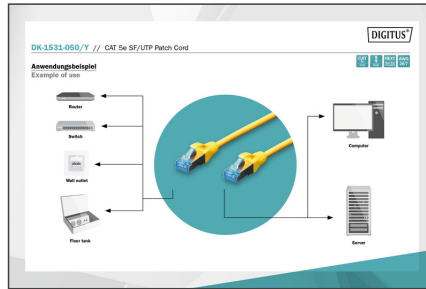 DIGITUS®
DK-1531-050/Y // CAT 5e SF/UTP Patch Cord
Anwendungsbeispiel
Example of use
Router
Switch
Wall outlet
Floor tank
Computer
Server